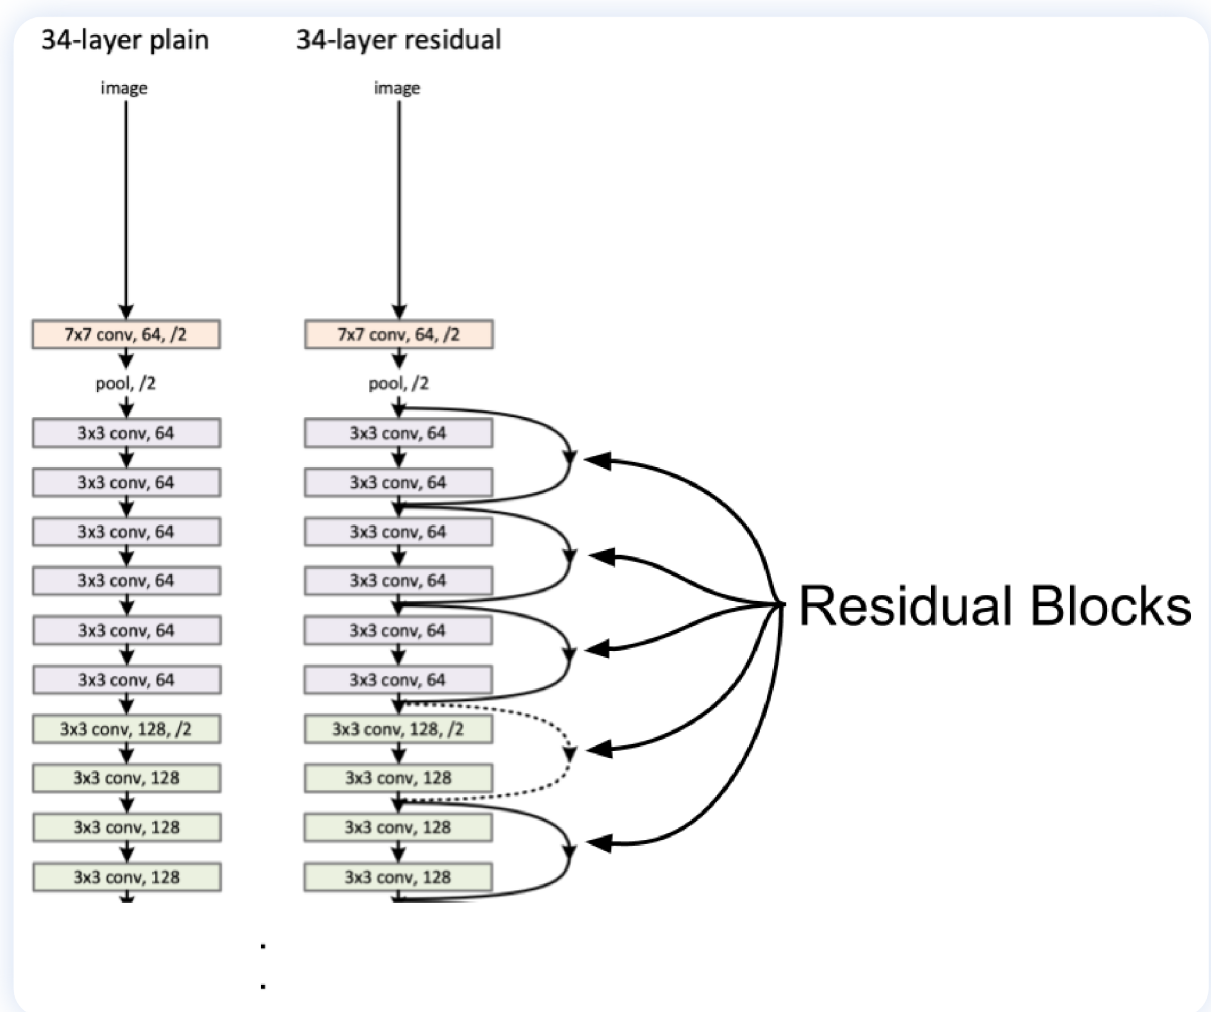 34-layer plain
image
7x7 conv, 64, /2
pool, /2
3x3 conv, 64
3x3 conv, 64
3x3 conv, 64
3x3 conv, 64
3x3 conv, 64
3x3 conv, 64
3x3 conv, 128, /2
3x3 conv, 128
3x3 conv, 128
3x3 conv, 128
34-layer residual
image
7x7 conv, 64, /2
pool, /2
3x3 conv, 64
3x3 conv, 64
3x3 conv, 64
3x3 conv, 64
3x3 conv, 64
3x3 conv, 64
3x3 conv, 128, /2
3x3 conv, 128
3x3 conv, 128
3x3 conv, 128
Residual Blocks
.
.